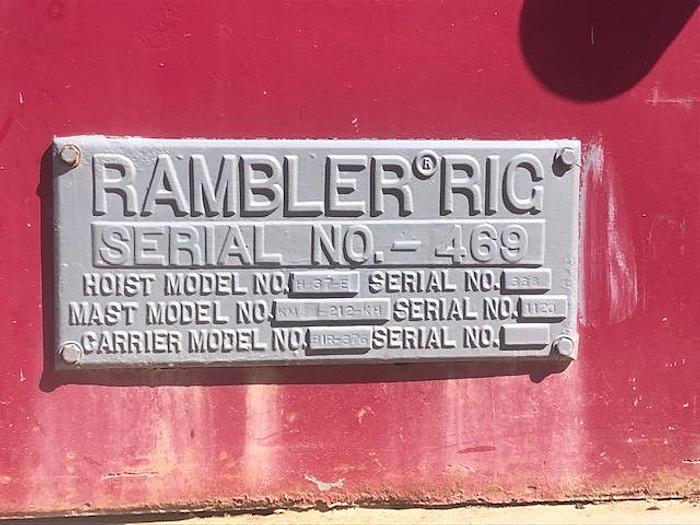 RAMBLER® RIG
SERIAL NO.- 469
HOIST MODEL NO. H-37-E SERIAL NO.
MAST MODEL NO. SERIAL NO.
CARRIER MODEL NO. SERIAL NO.